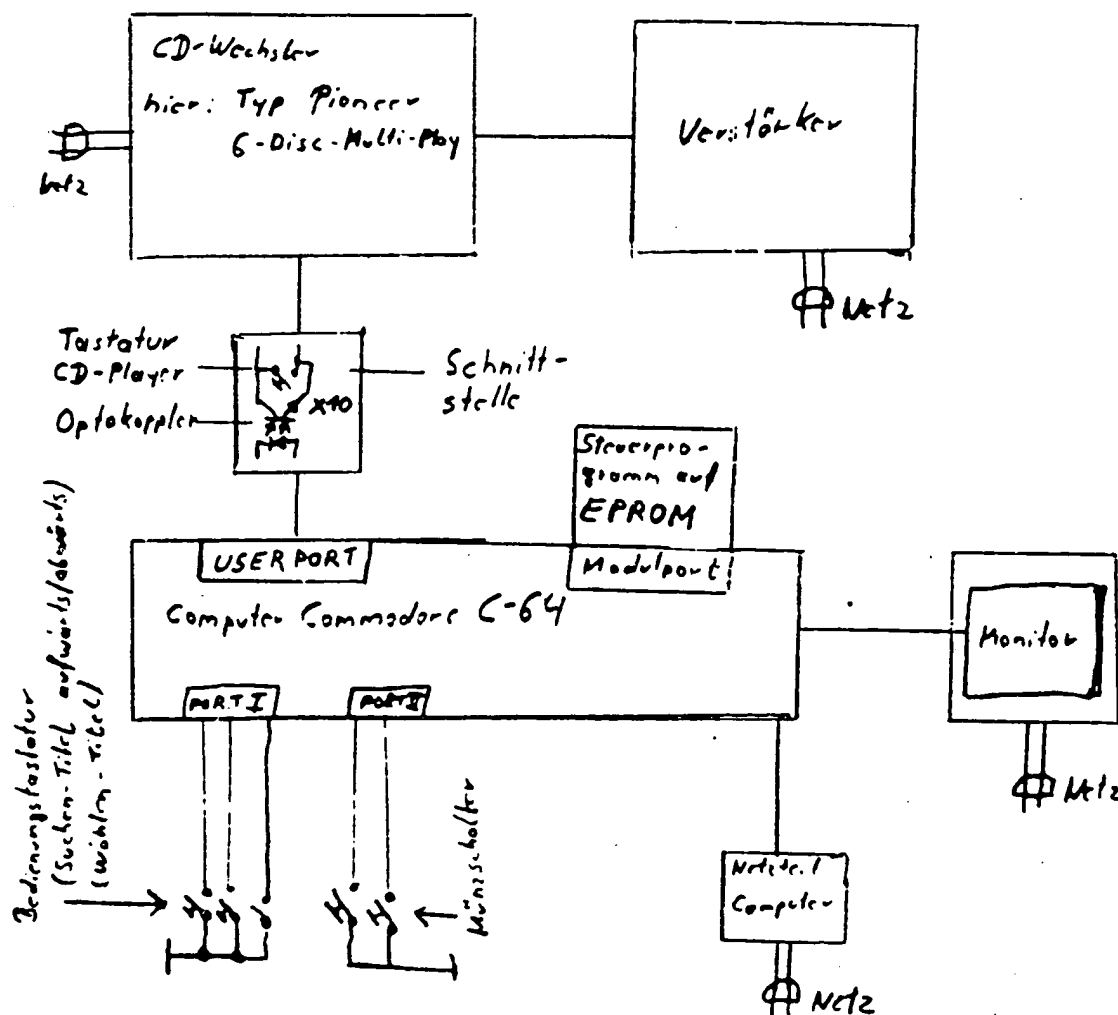 CD-Wechsler
hier: Typ Pioneer
6-Disc-Multi-Play
Netz
Verstärker
Netz
Tastatur
CD-Player
Optokoppler
x10
Schnitt-
stelle
Steuerpro-
gramm auf
EPROM
USERPORT
Modulport
Computer Commodore C-64
Monitor
Netz
PORT I
PORT II
Bedienungstastatur
(Suchen-Titel aufwärts/abwärts)
(Wählen-Titel)
Münzschalter
Netzteil
Computer
Netz